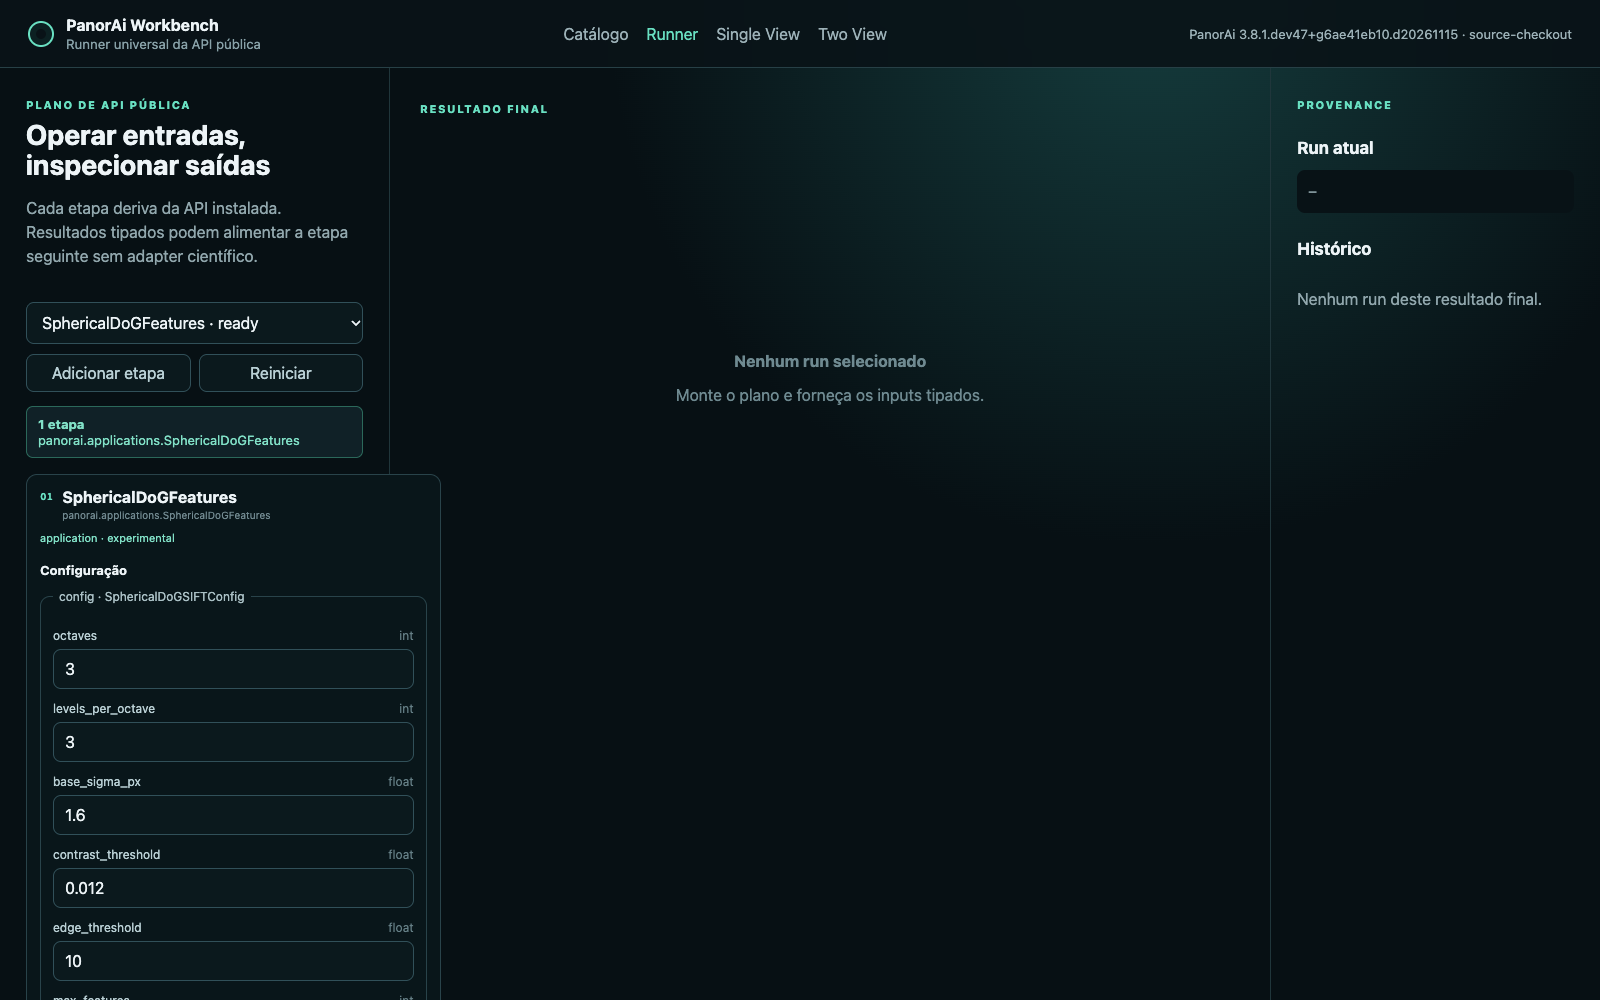 PanorAi Workbench
Runner universal da API pública
Catálogo Runner Single View Two View
PanorAi 3.8.1.dev47+g6ae41eb10.d20261115 · source-checkout
PLANO DE API PÚBLICA
Operar entradas,
inspecionar saídas
Cada etapa deriva da API instalada.
Resultados tipados podem alimentar a etapa
seguinte sem adapter científico.
SphericalDoGFeatures · ready
Adicionar etapa Reiniciar
1 etapa
panorai.applications.SphericalDoGFeatures
01 SphericalDoGFeatures
panorai.applications.SphericalDoGFeatures
application · experimental
Configuração
config · SphericalDoGSIFTConfig
octaves int
3
levels_per_octave int
3
base_sigma_px float
1.6
contrast_threshold float
0.012
edge_threshold float
10
max_features int
RESULTADO FINAL
Nenhum run selecionado
Monte o plano e forneça os inputs tipados.
PROVENANCE
Run atual
—
Histórico
Nenhum run deste resultado final.